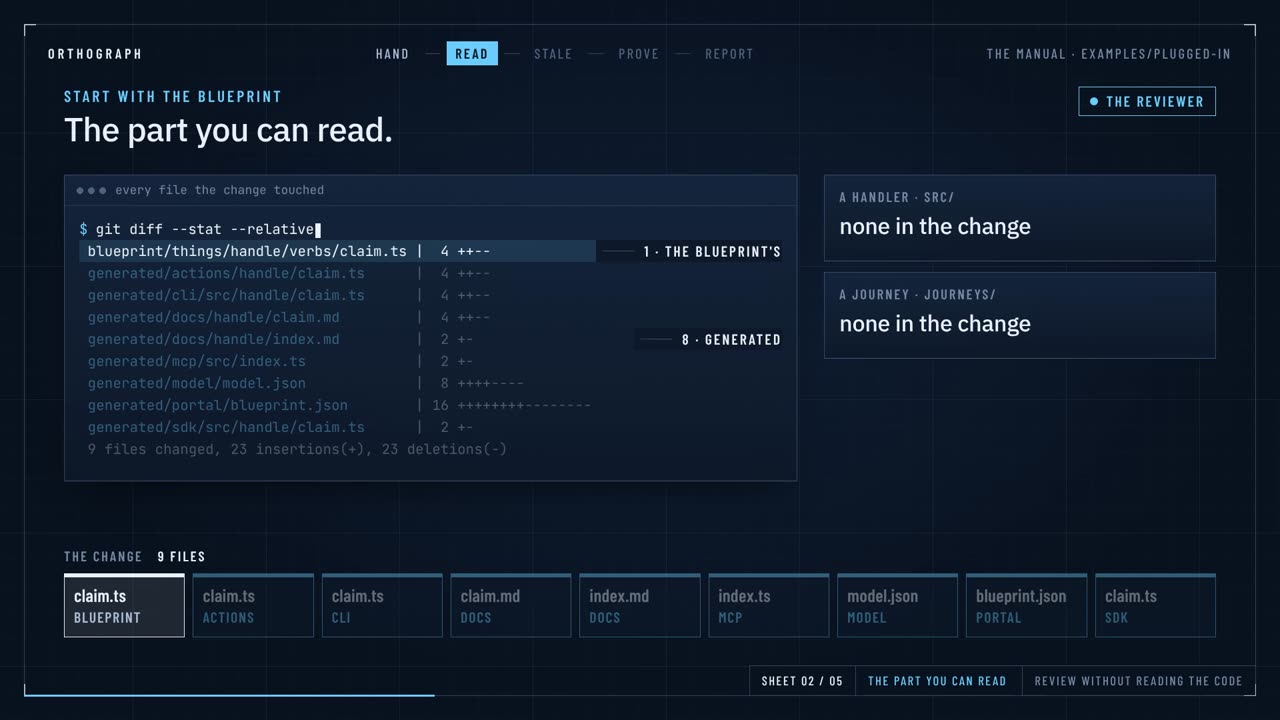 ORTHOGRAPH
HAND — READ — STALE — PROVE — REPORT
THE MANUAL · EXAMPLES/PLUGGED-IN
START WITH THE BLUEPRINT
THE REVIEWER
The part you can read.
every file the change touched
$ git diff --stat --relative
blueprint/things/handle/verbs/claim.ts |  4 ++--
1 · THE BLUEPRINT'S
generated/actions/handle/claim.ts      |  4 ++--
generated/cli/src/handle/claim.ts      |  4 ++--
generated/docs/handle/claim.md         |  4 ++--
generated/docs/handle/index.md         |  2 +-
8 · GENERATED
generated/mcp/src/index.ts             |  2 +-
generated/model/model.json             |  8 ++++----
generated/portal/blueprint.json        | 16 ++++++++--------
generated/sdk/src/handle/claim.ts      |  2 +-
9 files changed, 23 insertions(+), 23 deletions(-)
A HANDLER · SRC/
none in the change
A JOURNEY · JOURNEYS/
none in the change
THE CHANGE 9 FILES
claim.ts
BLUEPRINT
claim.ts
ACTIONS
claim.ts
CLI
claim.md
DOCS
index.md
DOCS
index.ts
MCP
model.json
MODEL
blueprint.json
PORTAL
claim.ts
SDK
SHEET 02 / 05
THE PART YOU CAN READ
REVIEW WITHOUT READING THE CODE